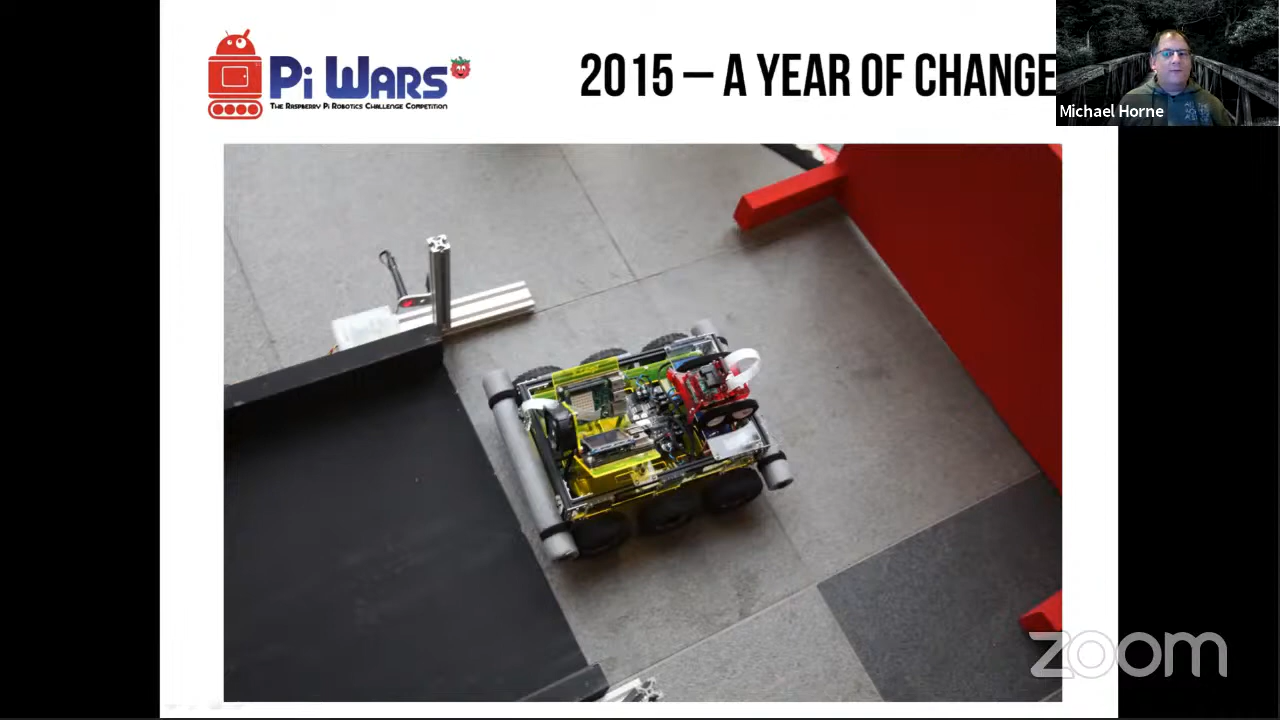 Pi Wars
The Raspberry Pi Robotics Challenge Competition
2015 – A YEAR OF CHANGE
Michael Horne
zoom